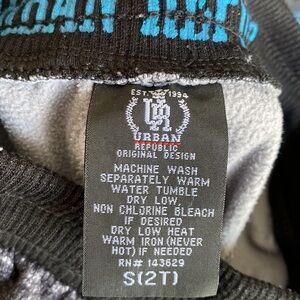 EST. 1994
UR
URBAN
REPUBLIC
ORIGINAL DESIGN
MACHINE WASH
SEPARATELY WARM
WATER TUMBLE
DRY LOW.
NON CHLORINE BLEACH
IF DESIRED
DRY LOW HEAT
WARM IRON(NEVER
HOT)IF NEEDED
RN# 143629
S(2T)